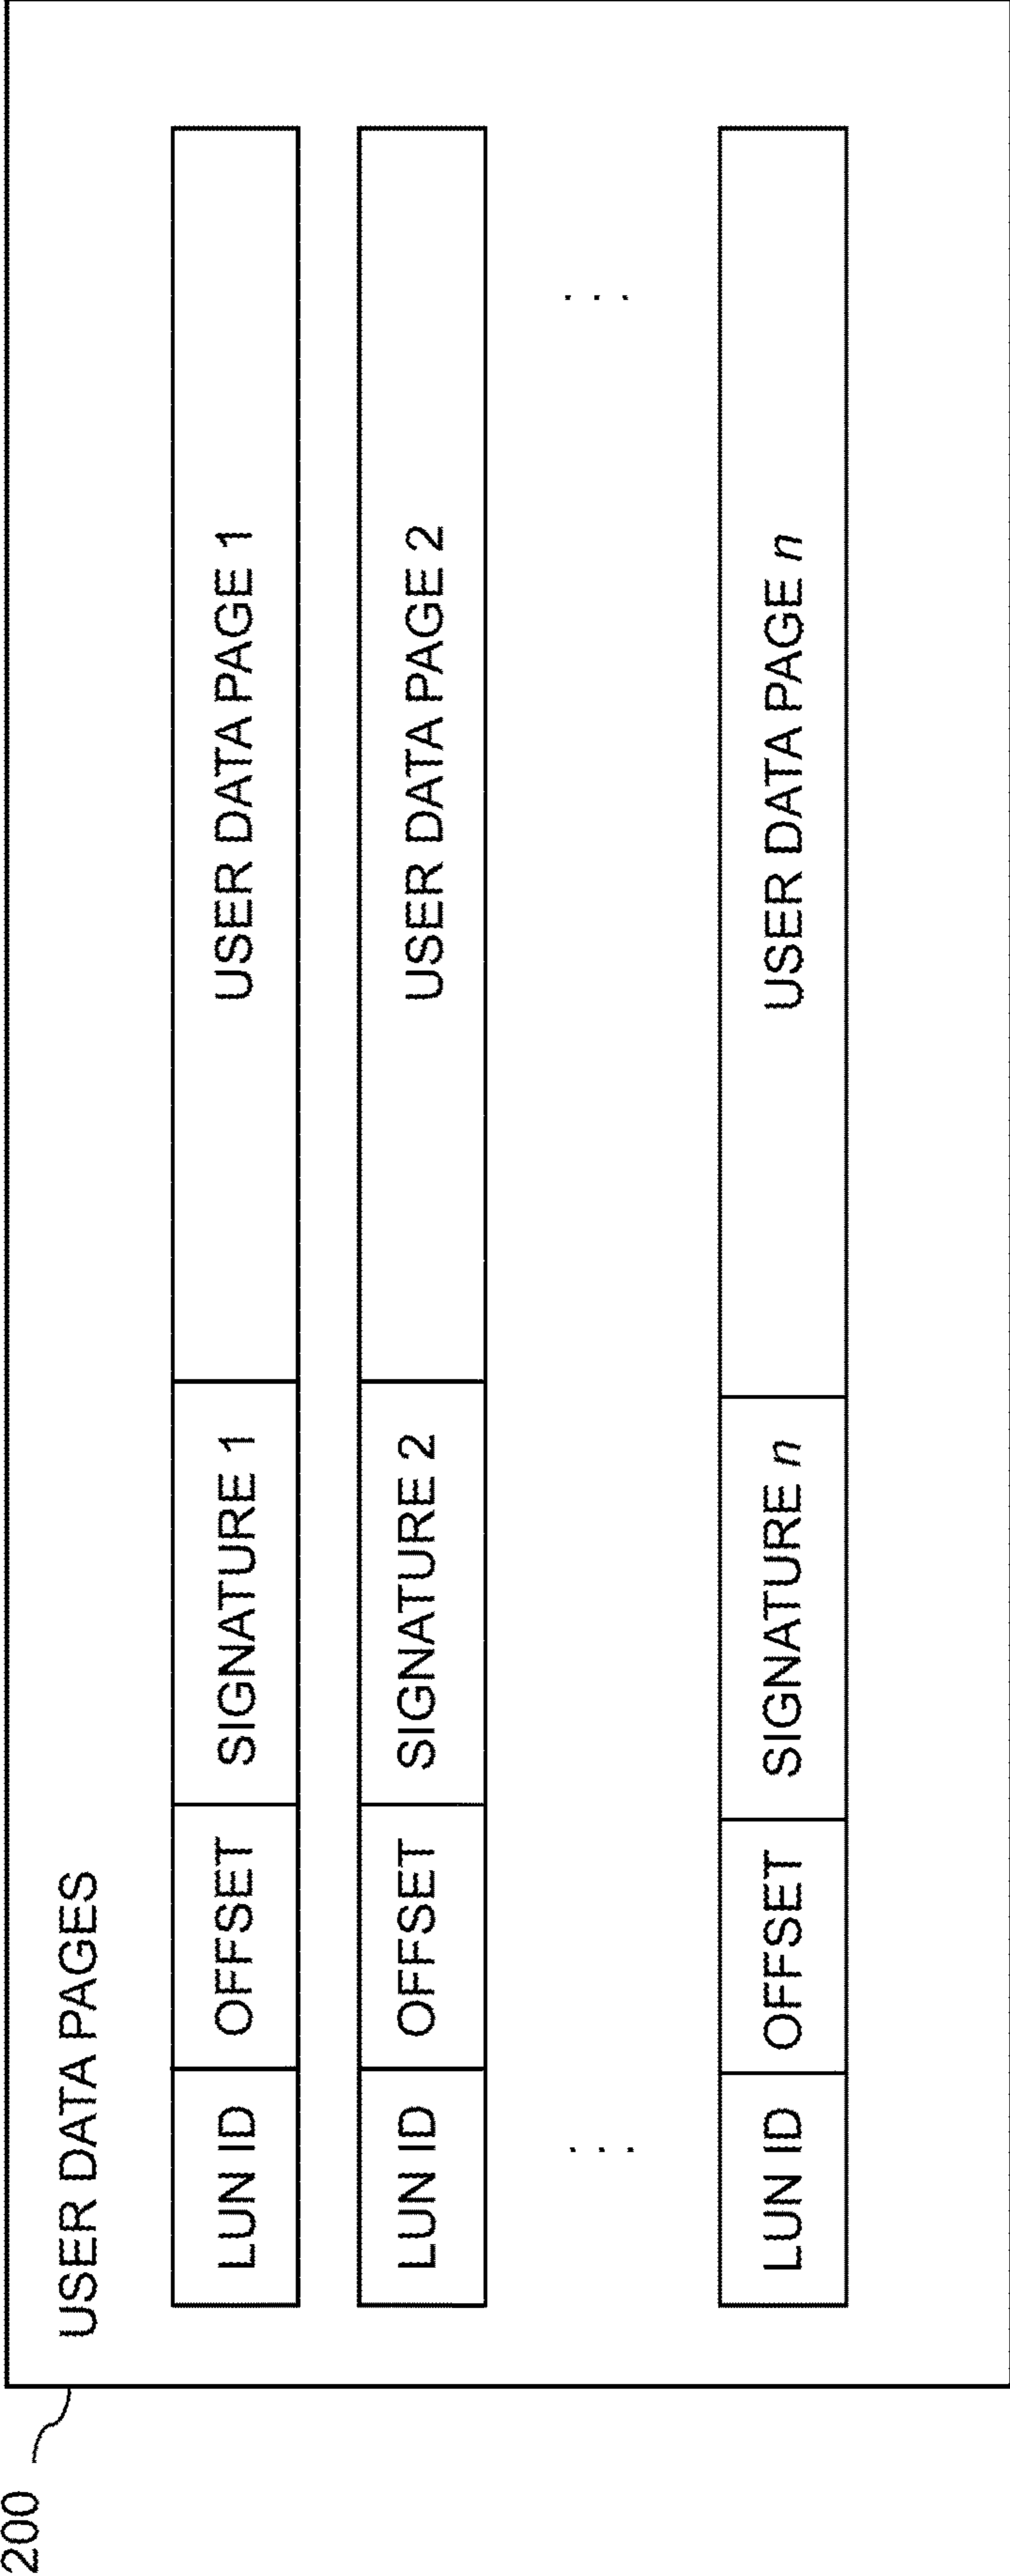 200
USER DATA PAGES
LUN ID OFFSET SIGNATURE 1 USER DATA PAGE 1
LUN ID OFFSET SIGNATURE 2 USER DATA PAGE 2
. . . . . .
LUN ID OFFSET SIGNATURE n USER DATA PAGE n